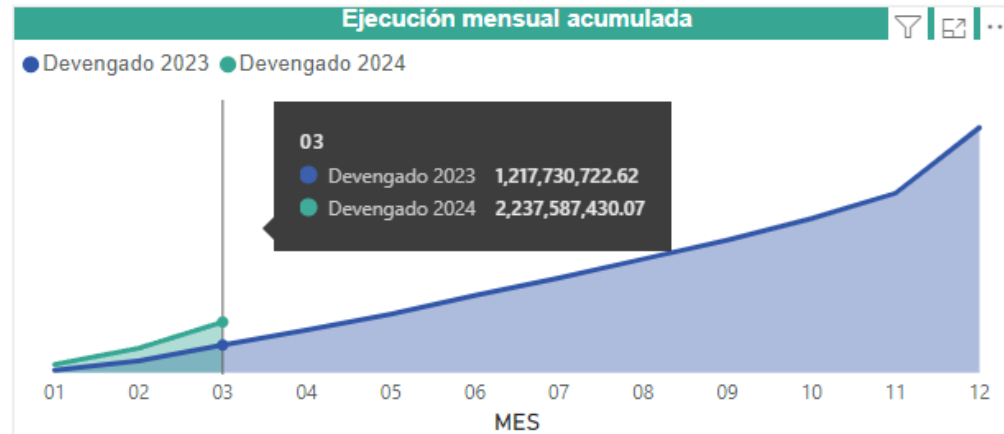 Ejecución mensual acumulada
Devengado 2023 Devengado 2024
03
Devengado 2023 1,217,730,722.62
Devengado 2024 2,237,587,430.07
01 02 03 04 05 06 07 08 09 10 11 12
MES